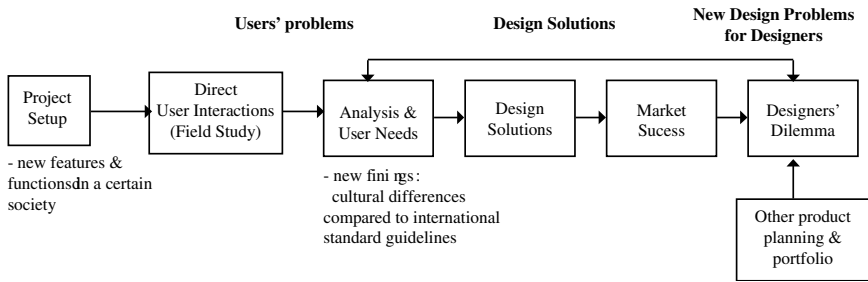 Users' problems
Design Solutions
New Design Problems
for Designers
Project
Setup
Direct
User Interactions
(Field Study)
Analysis &
User Needs
Design
Solutions
Market
Sucess
Designers'
Dilemma
- new features &
functionsdin a certain
society
- new fini ngs:
cultural differences
compared to international
standard guidelines
Other product
planning &
portfolio